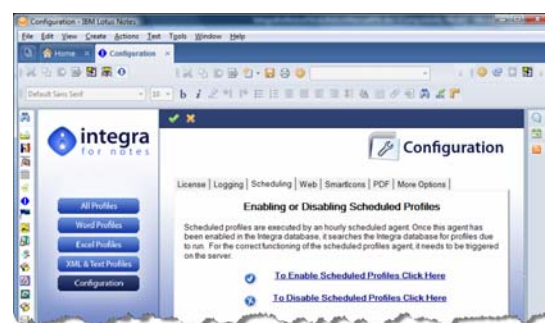 Configuration - IBM Lotus Notes
File Edit View Create Actions Text Tools Window Help
Home Configuration
Default Sans Serif 10 b i
integra
for notes
Configuration
License Logging Scheduling Web SmartIcons PDF More Options
All Profiles
Word Profiles
Excel Profiles
XML & Text Profiles
Configuration
Enabling or Disabling Scheduled Profiles
Scheduled profiles are executed by an hourly scheduled agent. Once this agent has
been enabled in the Integra database, it searches the Integra database for profiles due
to run. For the correct functioning of the scheduled profiles agent, it needs to be triggered
on the server.
To Enable Scheduled Profiles Click Here
To Disable Scheduled Profiles Click Here